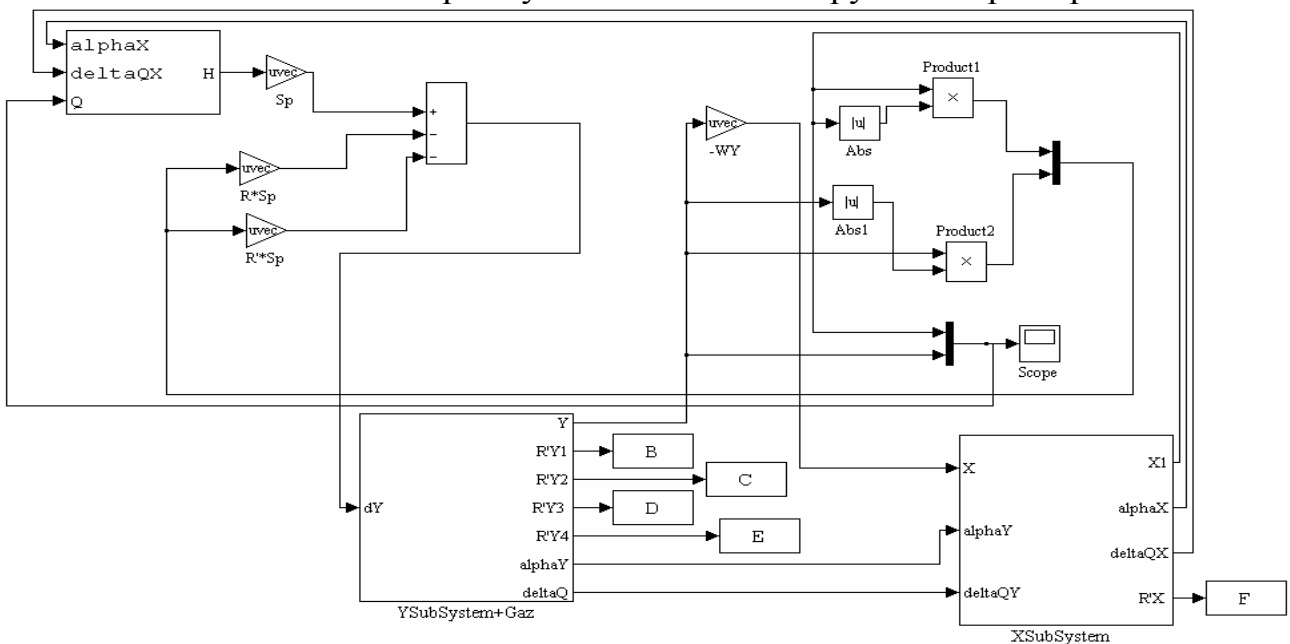 alphaX
deltaQX
Q
H
uvec
Sp
uvec
R*Sp
uvec
R'*Sp
+
−
−
uvec
-WY
Product1
×
|u|
Abs
|u|
Abs1
Product2
×
Scope
dY
Y
R'Y1
R'Y2
R'Y3
R'Y4
alphaY
deltaQ
YSubSystem+Gaz
B
C
D
E
X
alphaY
deltaQY
X1
alphaX
deltaQX
R'X
XSubSystem
F